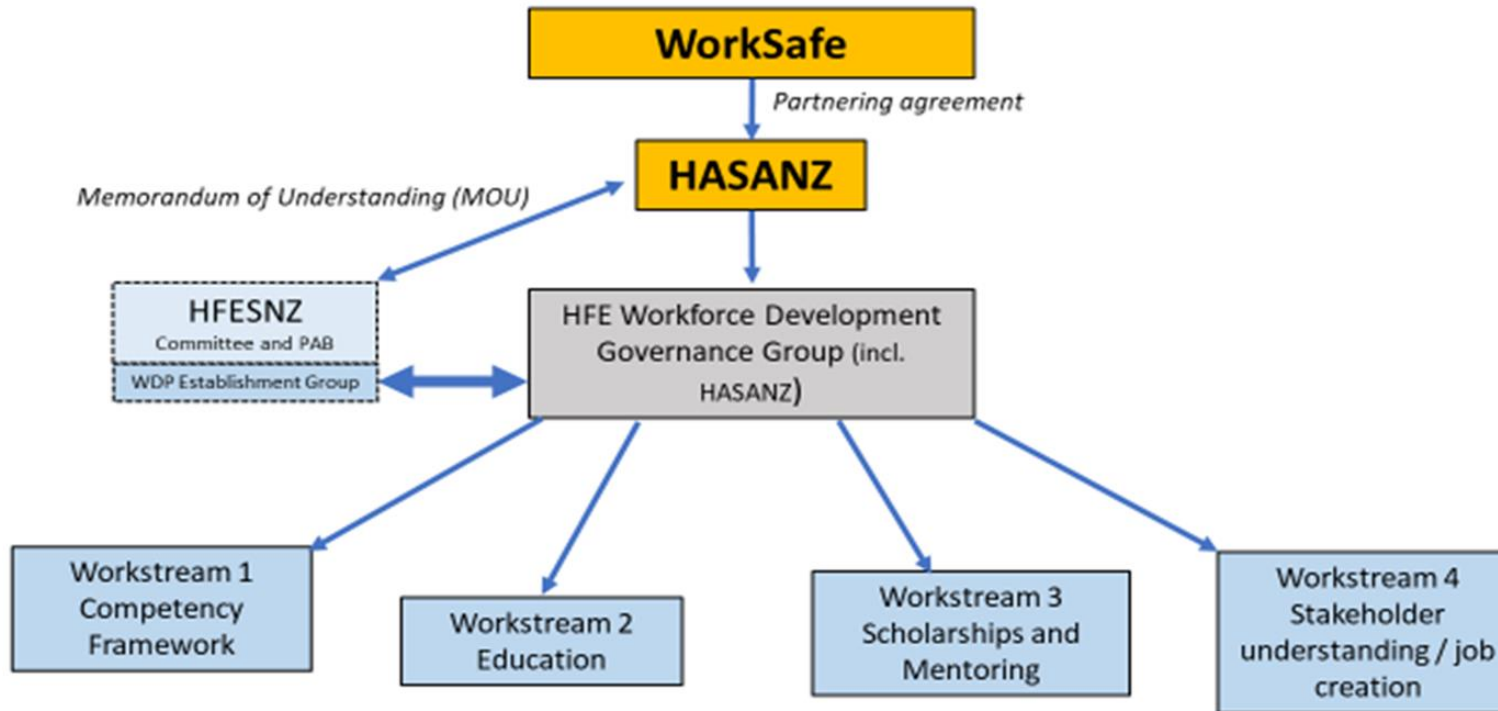 WorkSafe
Partnering agreement
HASANZ
Memorandum of Understanding (MOU)
HFESNZ
Committee and PAB
WDP Establishment Group
HFE Workforce Development
Governance Group (incl.
HASANZ)
Workstream 1
Competency
Framework
Workstream 2
Education
Workstream 3
Scholarships and
Mentoring
Workstream 4
Stakeholder
understanding / job
creation